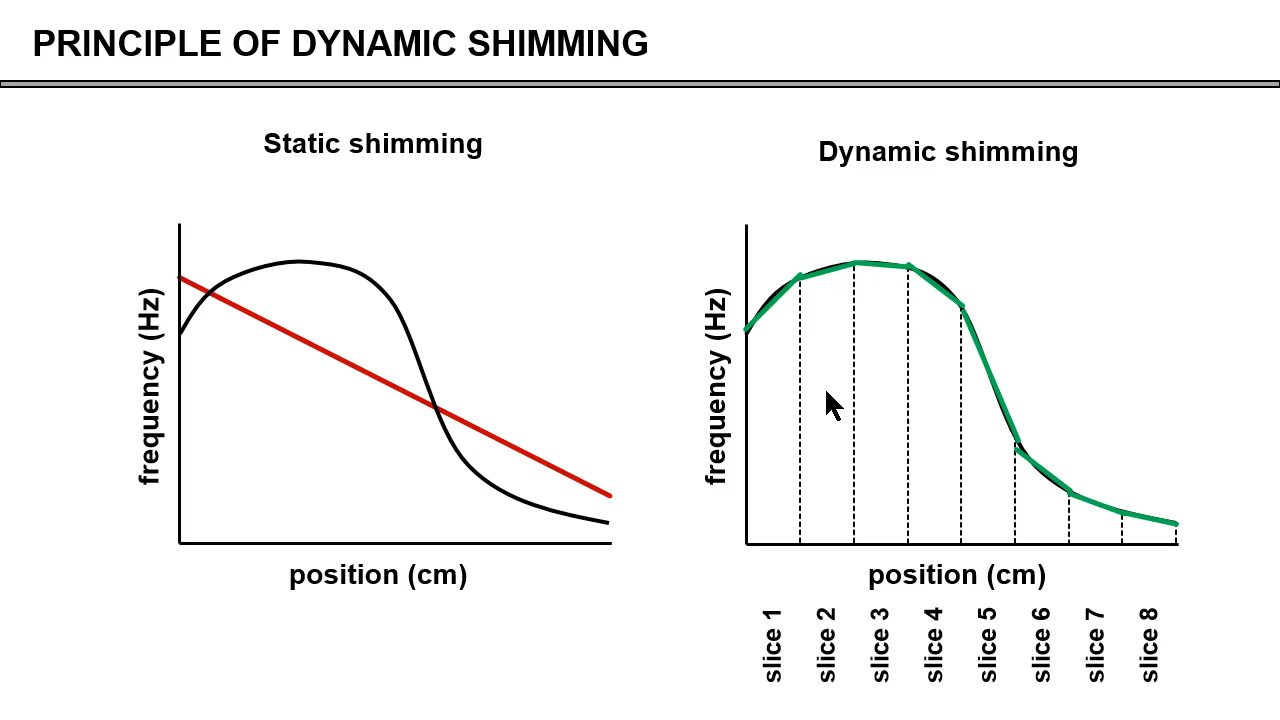 PRINCIPLE OF DYNAMIC SHIMMING
Static shimming
frequency (Hz)
position (cm)
Dynamic shimming
frequency (Hz)
position (cm)
slice 1
slice 2
slice 3
slice 4
slice 5
slice 6
slice 7
slice 8